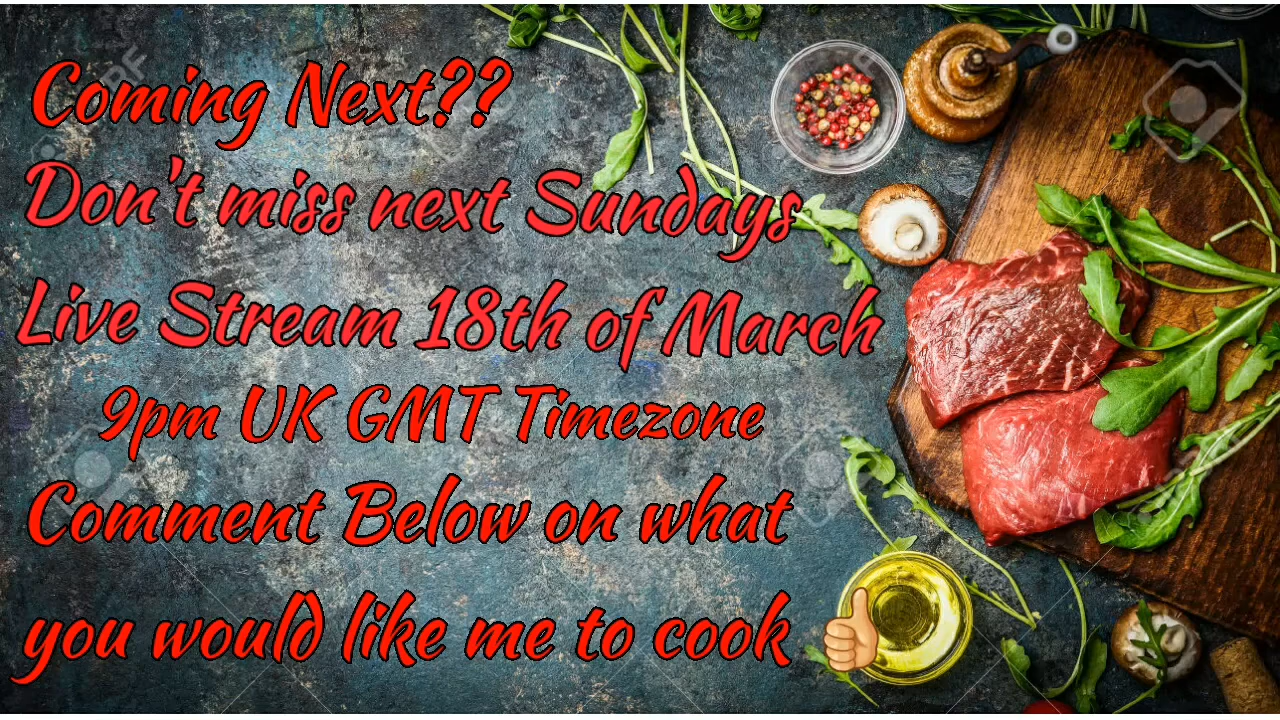 Coming Next??
Don't miss next Sundays
Live Stream 18th of March
9pm UK GMT Timezone
Comment Below on what
you would like me to cook